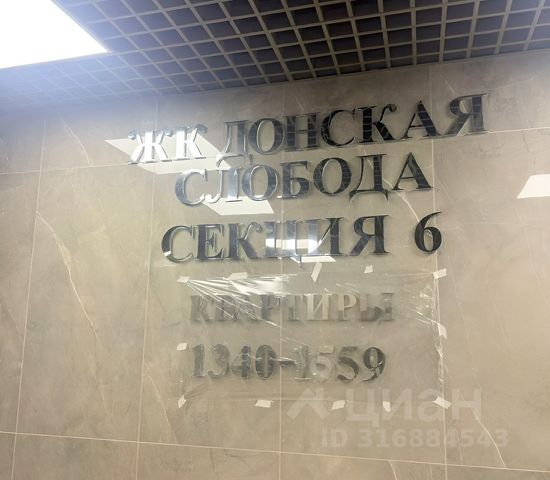 ЖК ДОНСКАЯ
СЛОБОДА
СЕКЦИЯ 6
КВАРТИРЫ
1340-1559
циан
ID 316884543